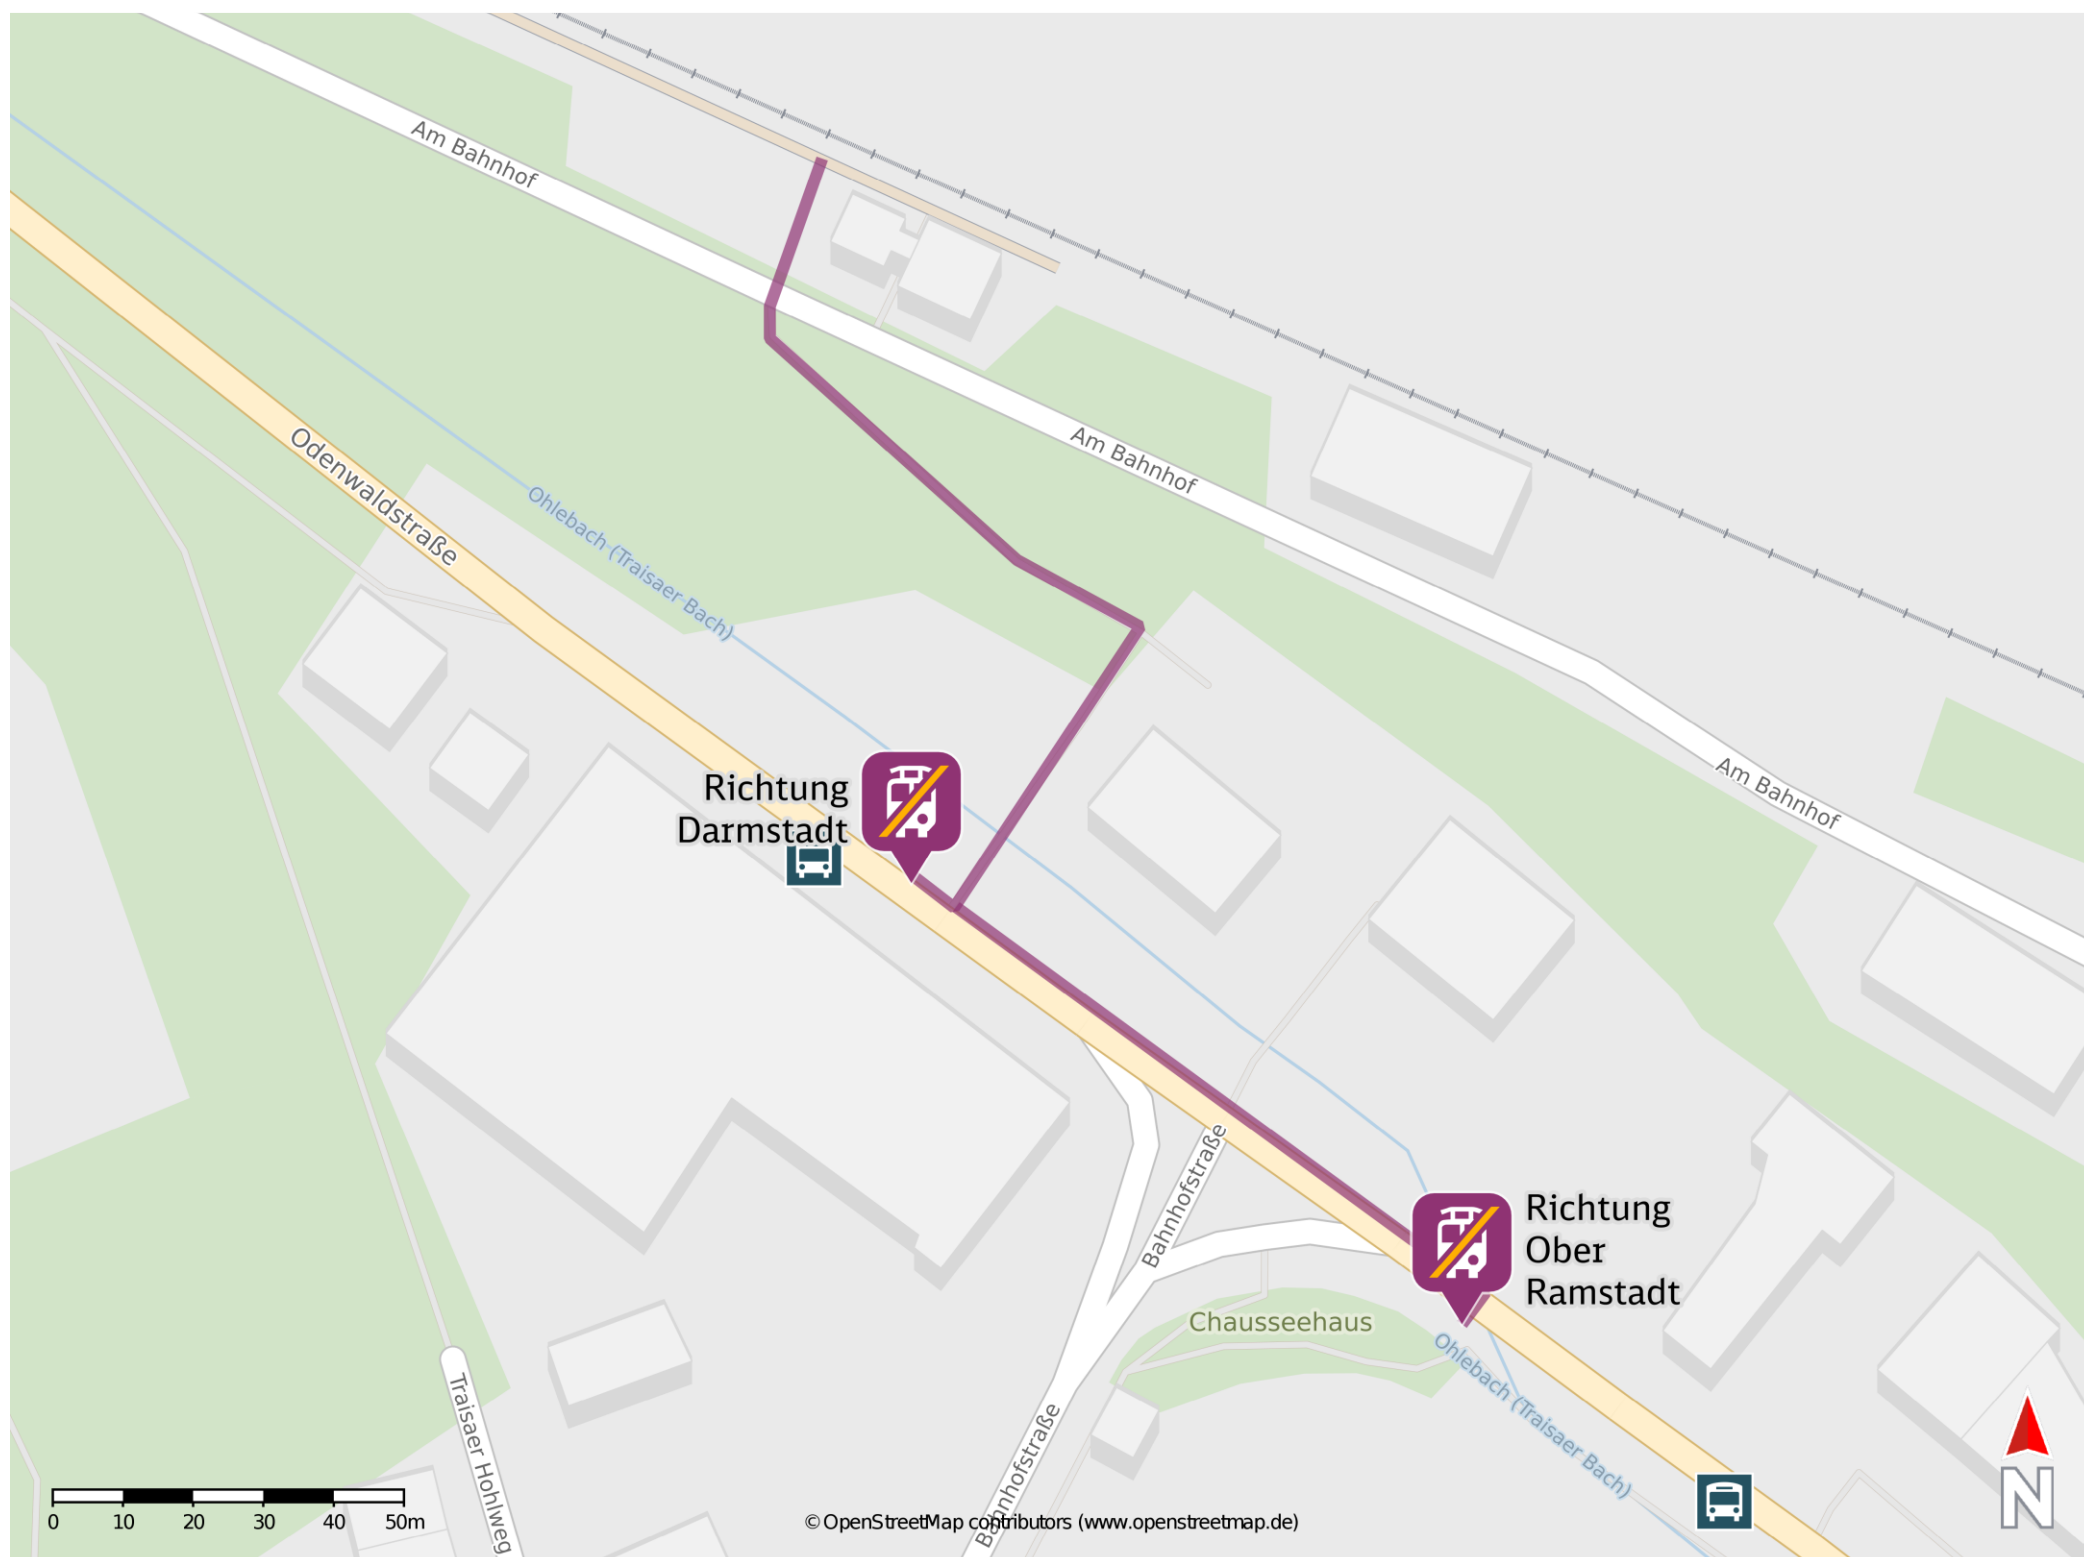 Am Bahnhof
Am Bahnhof
Odenwaldstraße
Ohlebach (Traisaer Bach)
Am Bahnhof
Richtung
Darmstadt
Bahnhofstraße
Richtung
Ober
Ramstadt
Chausseehaus
Ohlebach (Traisaer Bach)
Traisaer Hohlweg
Bahnhofstraße
0 10 20 30 40 50m
© OpenStreetMap contributors (www.openstreetmap.de)
N